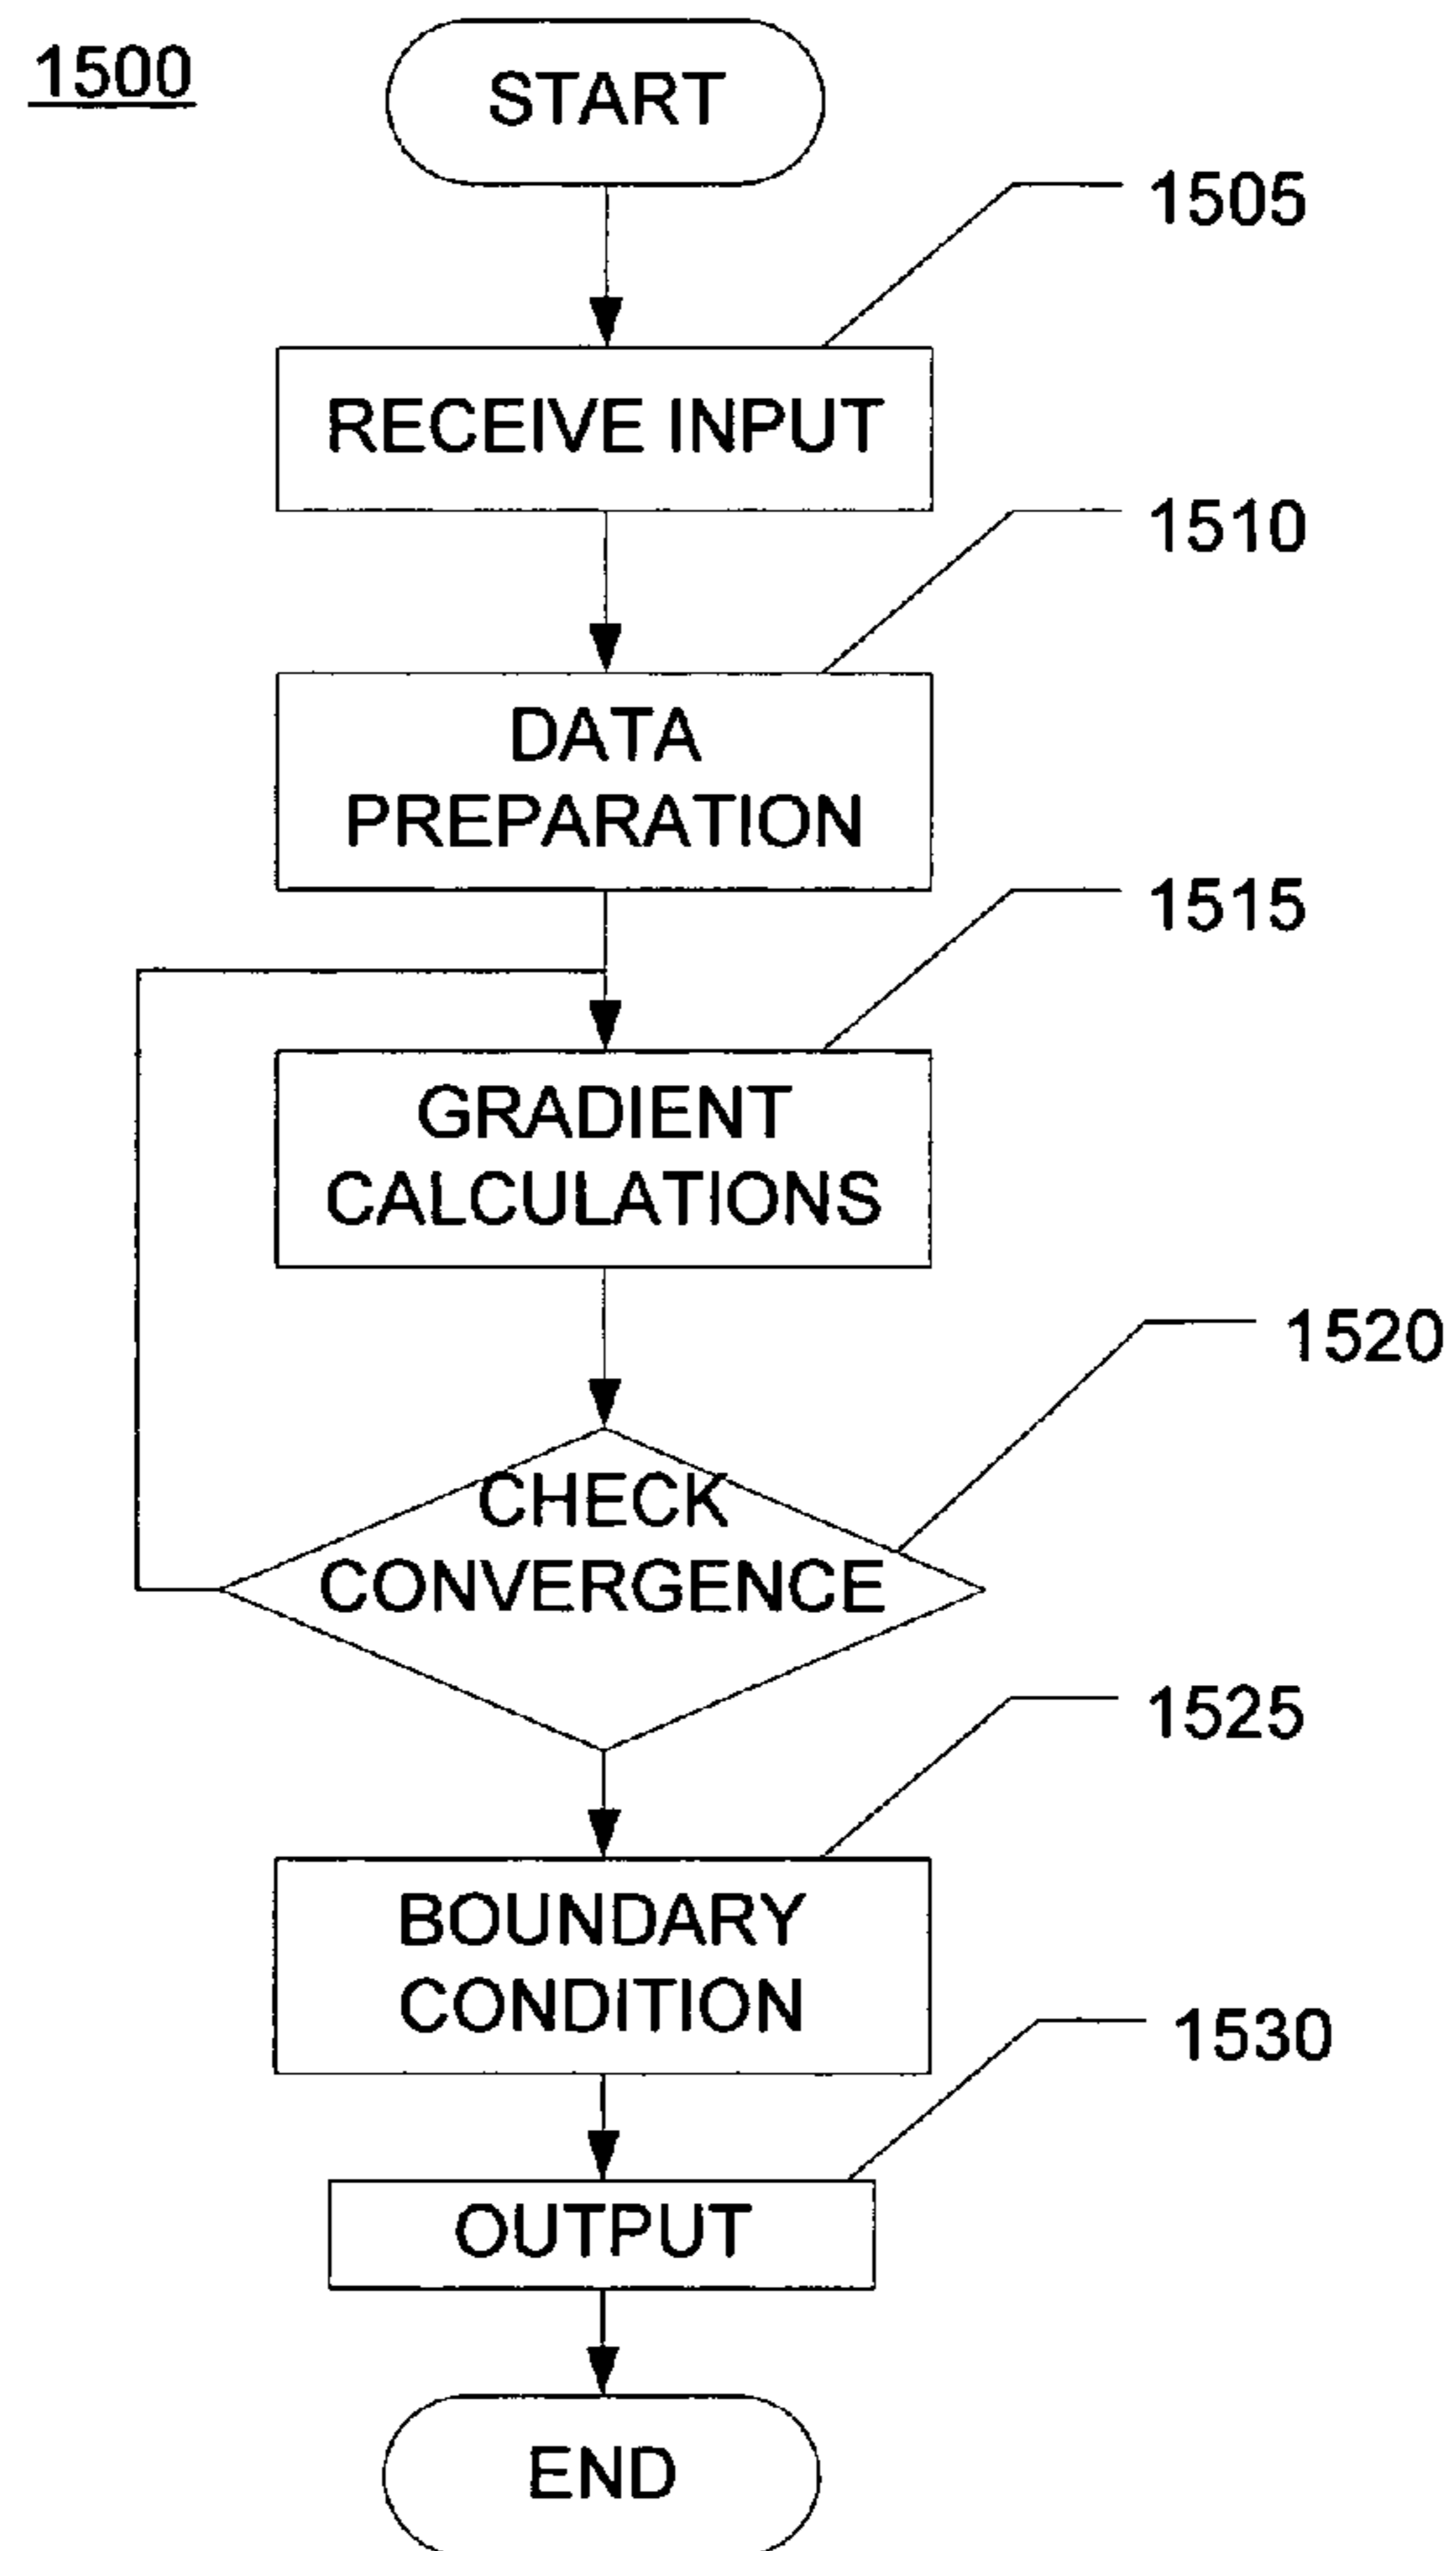 1500
START
1505
RECEIVE INPUT
1510
DATA
PREPARATION
1515
GRADIENT
CALCULATIONS
1520
CHECK
CONVERGENCE
1525
BOUNDARY
CONDITION
1530
OUTPUT
END